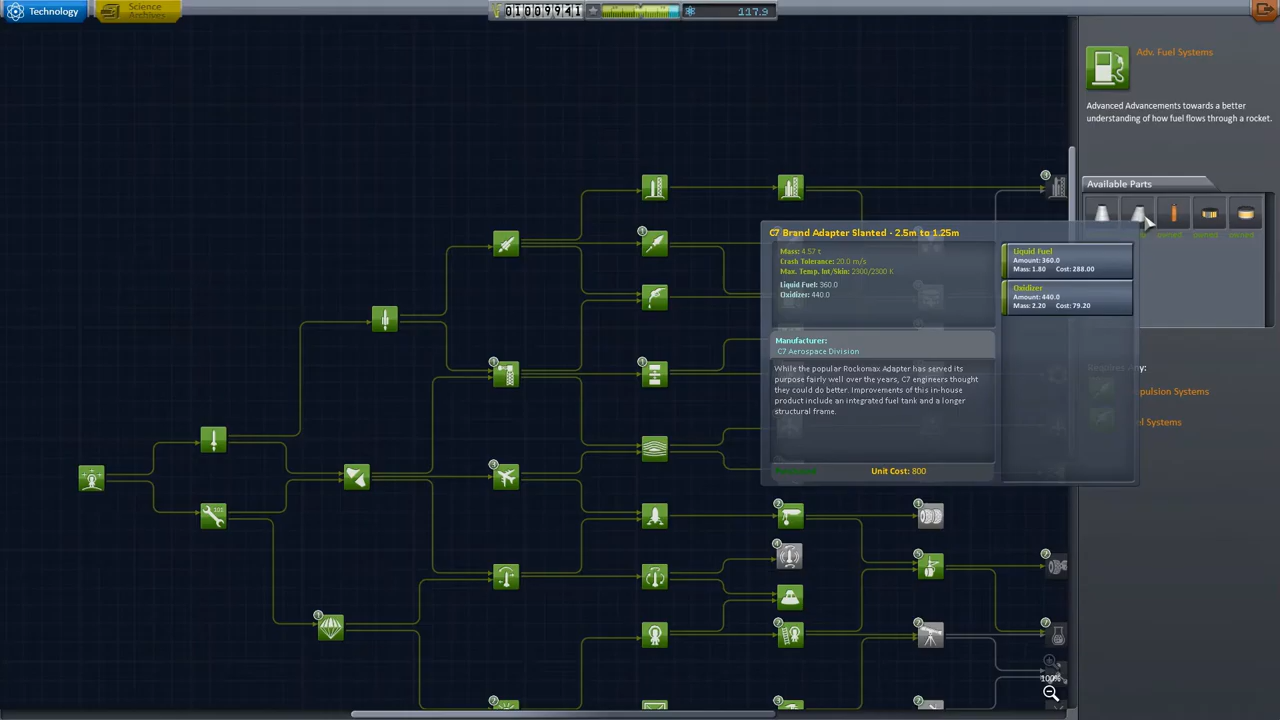 Technology
Science
Archives
01009941
117.9
Adv. Fuel Systems
Advanced Advancements towards a better
understanding of how fuel flows through a rocket.
Available Parts
C7 Brand Adapter Slanted - 2.5m to 1.25m
Mass: 4.57 t
Crash Tolerance: 20.0 m/s
Max. Temp. Int/Skin: 2300/2300 K
Liquid Fuel: 360.0
Oxidizer: 440.0
Liquid Fuel
Amount: 360.0
Mass: 1.80 Cost: 288.00
Oxidizer
Amount: 440.0
Mass: 2.20 Cost: 79.20
Manufacturer:
C7 Aerospace Division
While the popular Rockomax Adapter has served its
purpose fairly well over the years, C7 engineers thought
they could do better. Improvements of this in-house
product include an integrated fuel tank and a longer
structural frame.
Unit Cost: 800
pulsion Systems
el Systems
100%